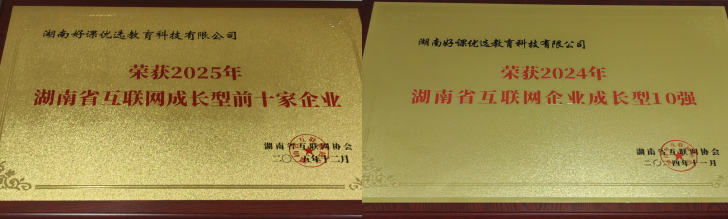 湖南好课优选教育科技有限公司
荣获2025年
湖南省互联网成长型前十家企业
湖南省互联网协会
二〇二五年十二月
湖南好课优选教育科技有限公司
荣获2024年
湖南省互联网企业成长型10强
湖南省互联网协会
二〇二四年十一月